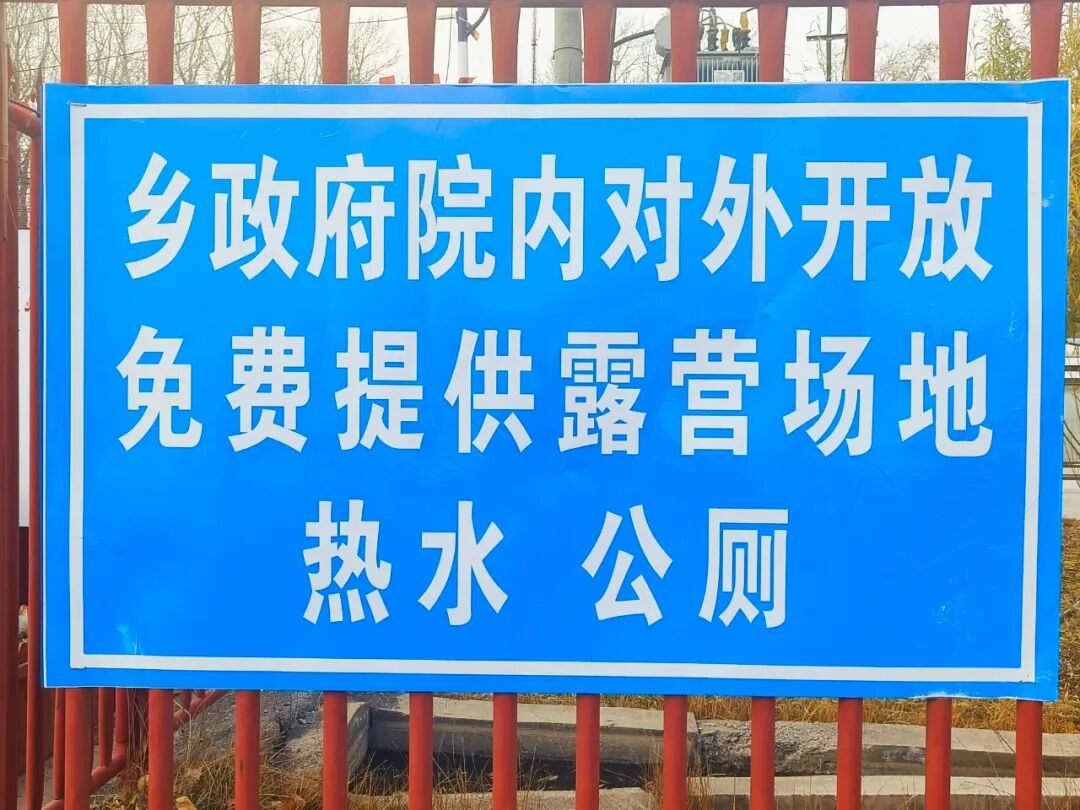 乡政府院内对外开放
免费提供露营场地
热水 公厕